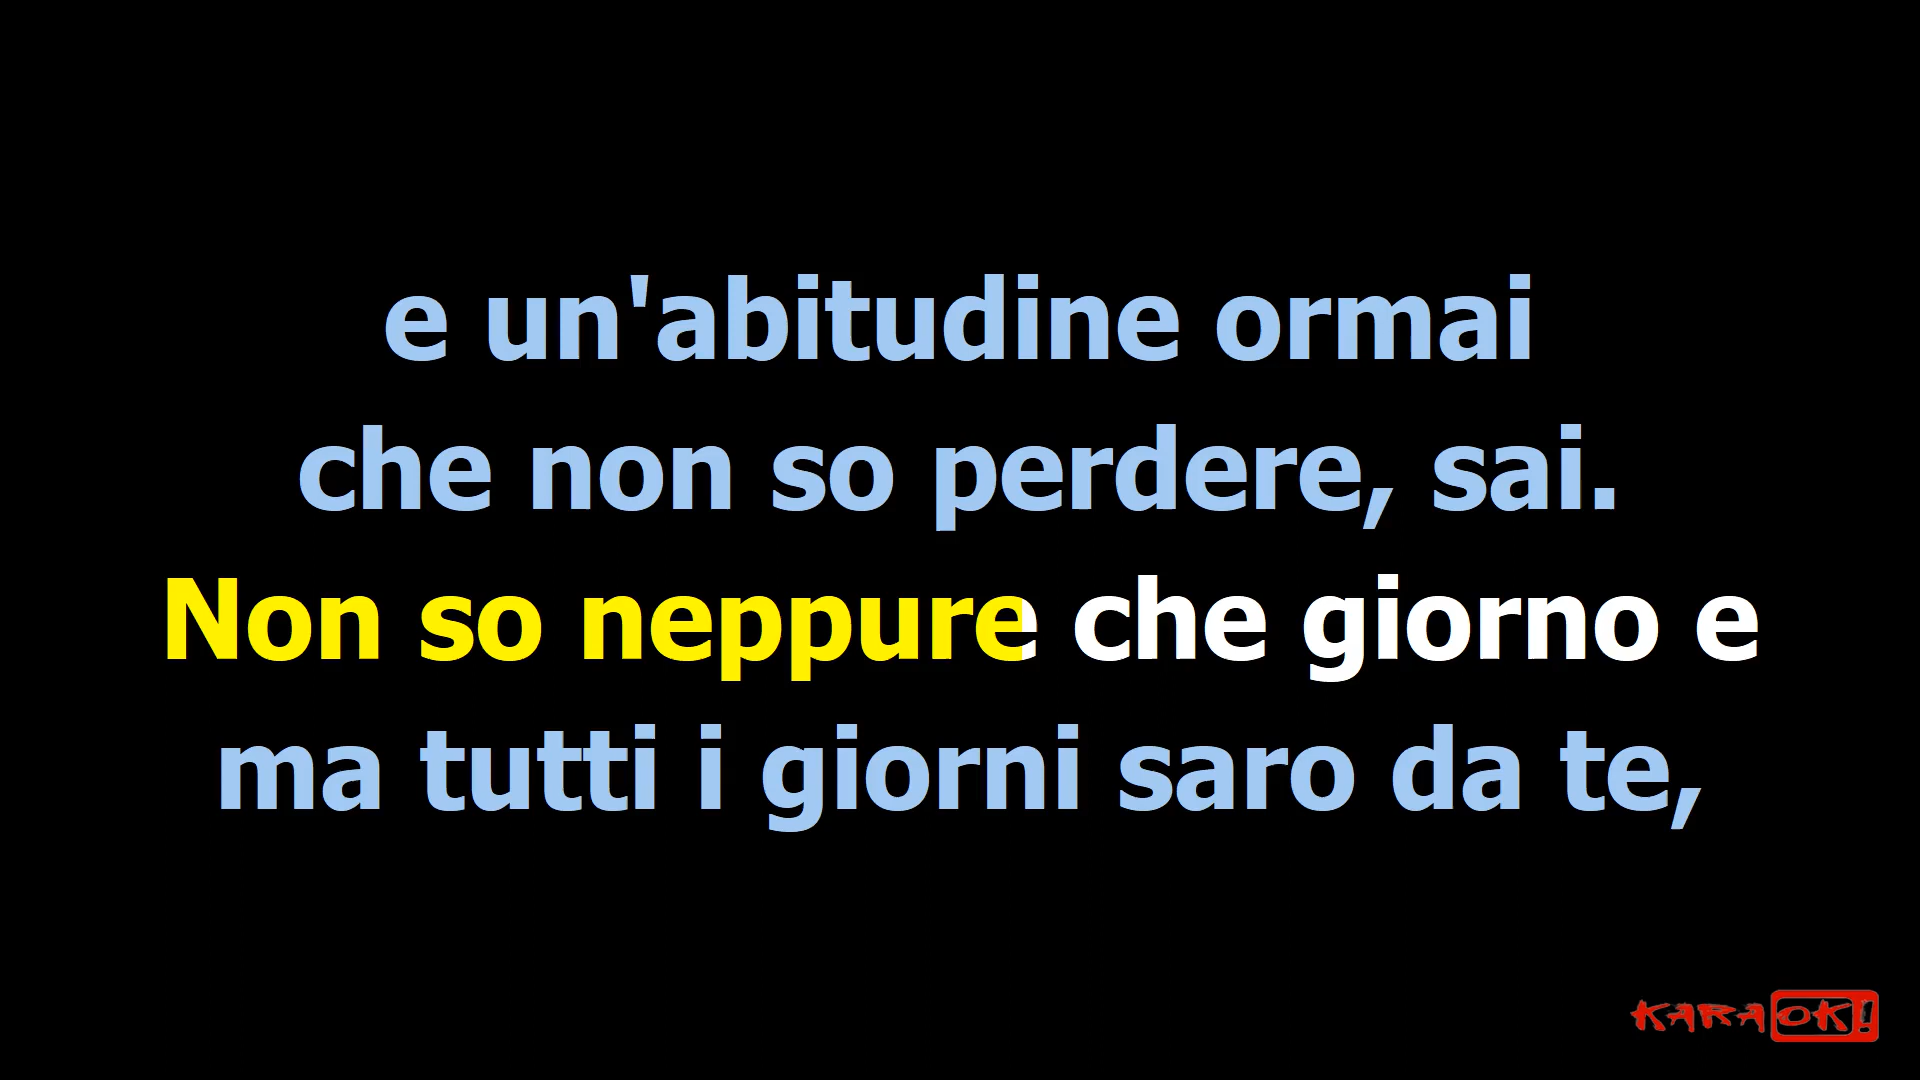 e un'abitudine ormai
che non so perdere, sai.
Non so neppure che giorno e
ma tutti i giorni saro da te,
KARAOK!